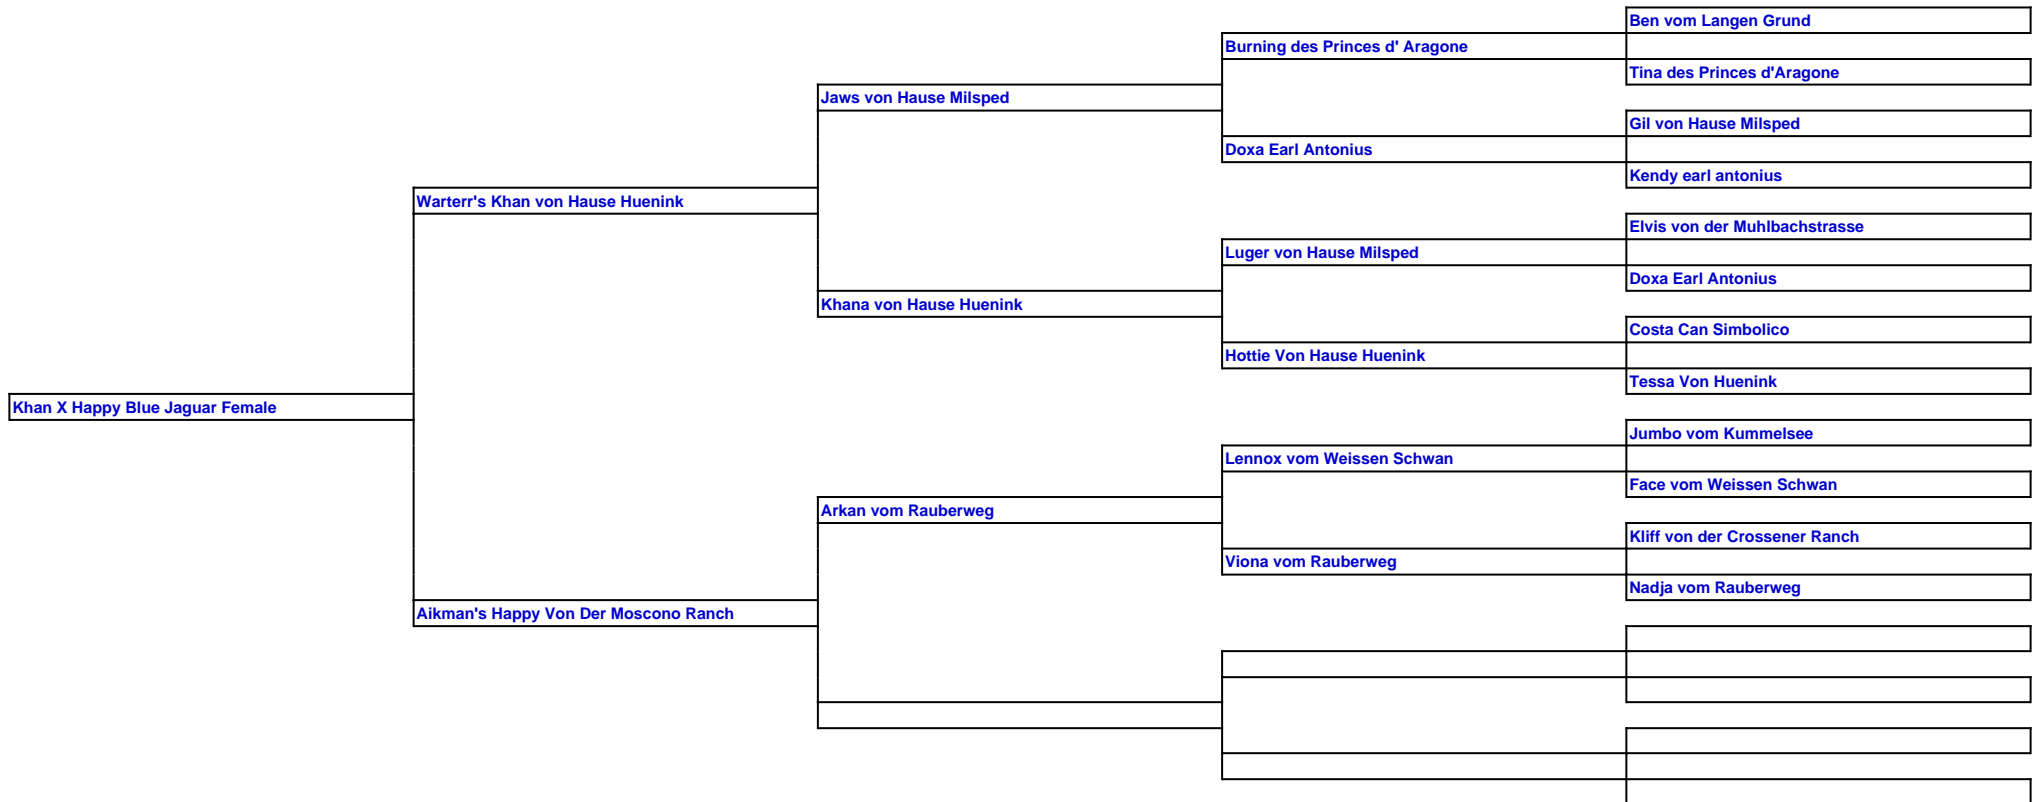 Ben vom Langen Grund
Burning des Princes d' Aragone
Tina des Princes d'Aragone
Jaws von Hause Milsped
Gil von Hause Milsped
Doxa Earl Antonius
Kendy earl antonius
Warterr's Khan von Hause Huenink
Elvis von der Muhlbachstrasse
Luger von Hause Milsped
Doxa Earl Antonius
Khana von Hause Huenink
Costa Can Simbolico
Hottie Von Hause Huenink
Tessa Von Huenink
Khan X Happy Blue Jaguar Female
Jumbo vom Kummelsee
Lennox vom Weissen Schwan
Face vom Weissen Schwan
Arkan vom Rauberweg
Kliff von der Crossener Ranch
Viona vom Rauberweg
Nadja vom Rauberweg
Aikman's Happy Von Der Moscono Ranch